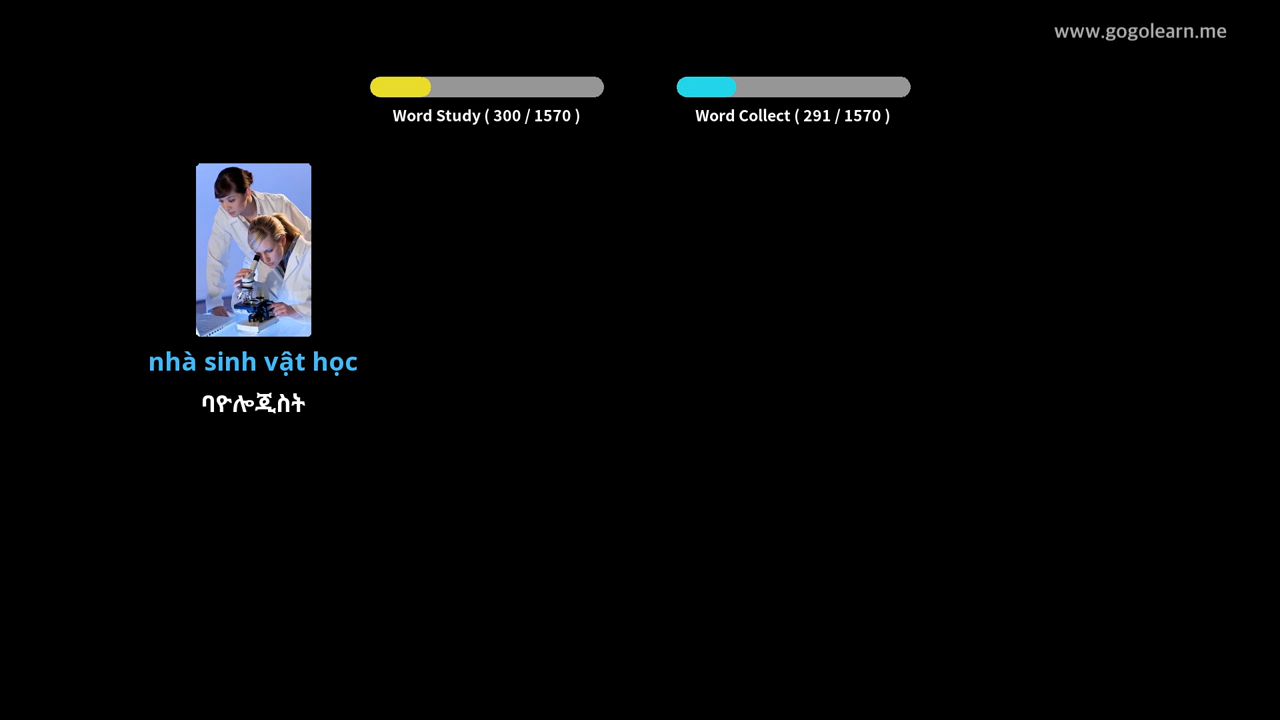 www.gogolearn.me
Word Study ( 300 / 1570 )
Word Collect ( 291 / 1570 )
nhà sinh vật học
ባዮሎጂስት